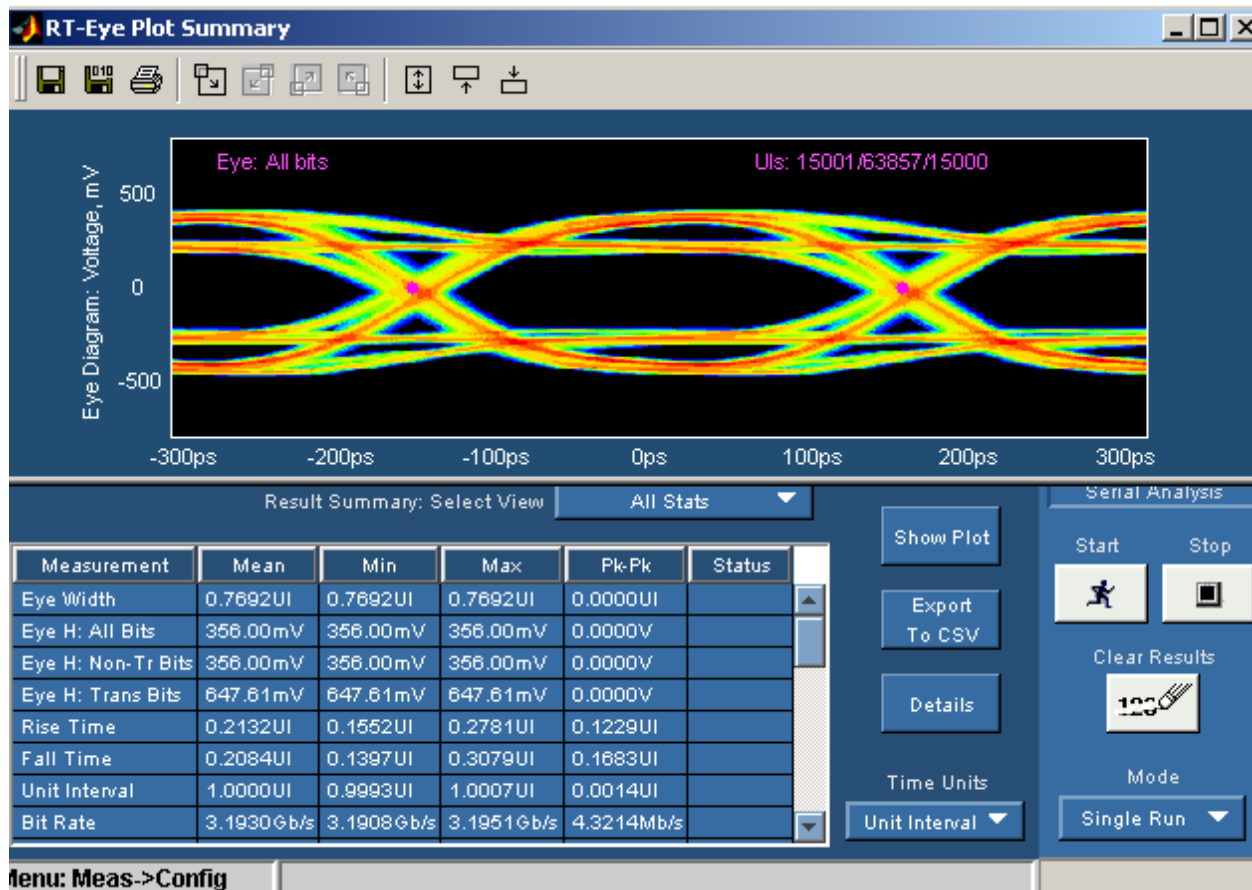 RT-Eye Plot Summary
Eye: All bits
UIs: 15001/63857/15000
Eye Diagram: Voltage, mV
500
0
-500
-300ps -200ps -100ps 0ps 100ps 200ps 300ps
Result Summary: Select View All Stats
Serial Analysis
Show Plot
Export
To CSV
Details
Time Units
Unit Interval
Start Stop
Clear Results
123
Mode
Single Run
Measurement Mean Min Max Pk-Pk Status
Eye Width 0.7692UI 0.7692UI 0.7692UI 0.0000UI
Eye H: All Bits 356.00mV 356.00mV 356.00mV 0.0000V
Eye H: Non-Tr Bits 356.00mV 356.00mV 356.00mV 0.0000V
Eye H: Trans Bits 647.61mV 647.61mV 647.61mV 0.0000V
Rise Time 0.2132UI 0.1552UI 0.2781UI 0.1229UI
Fall Time 0.2084UI 0.1397UI 0.3079UI 0.1683UI
Unit Interval 1.0000UI 0.9993UI 1.0007UI 0.0014UI
Bit Rate 3.1930Gb/s 3.1908Gb/s 3.1951Gb/s 4.3214Mb/s
Menu: Meas->Config